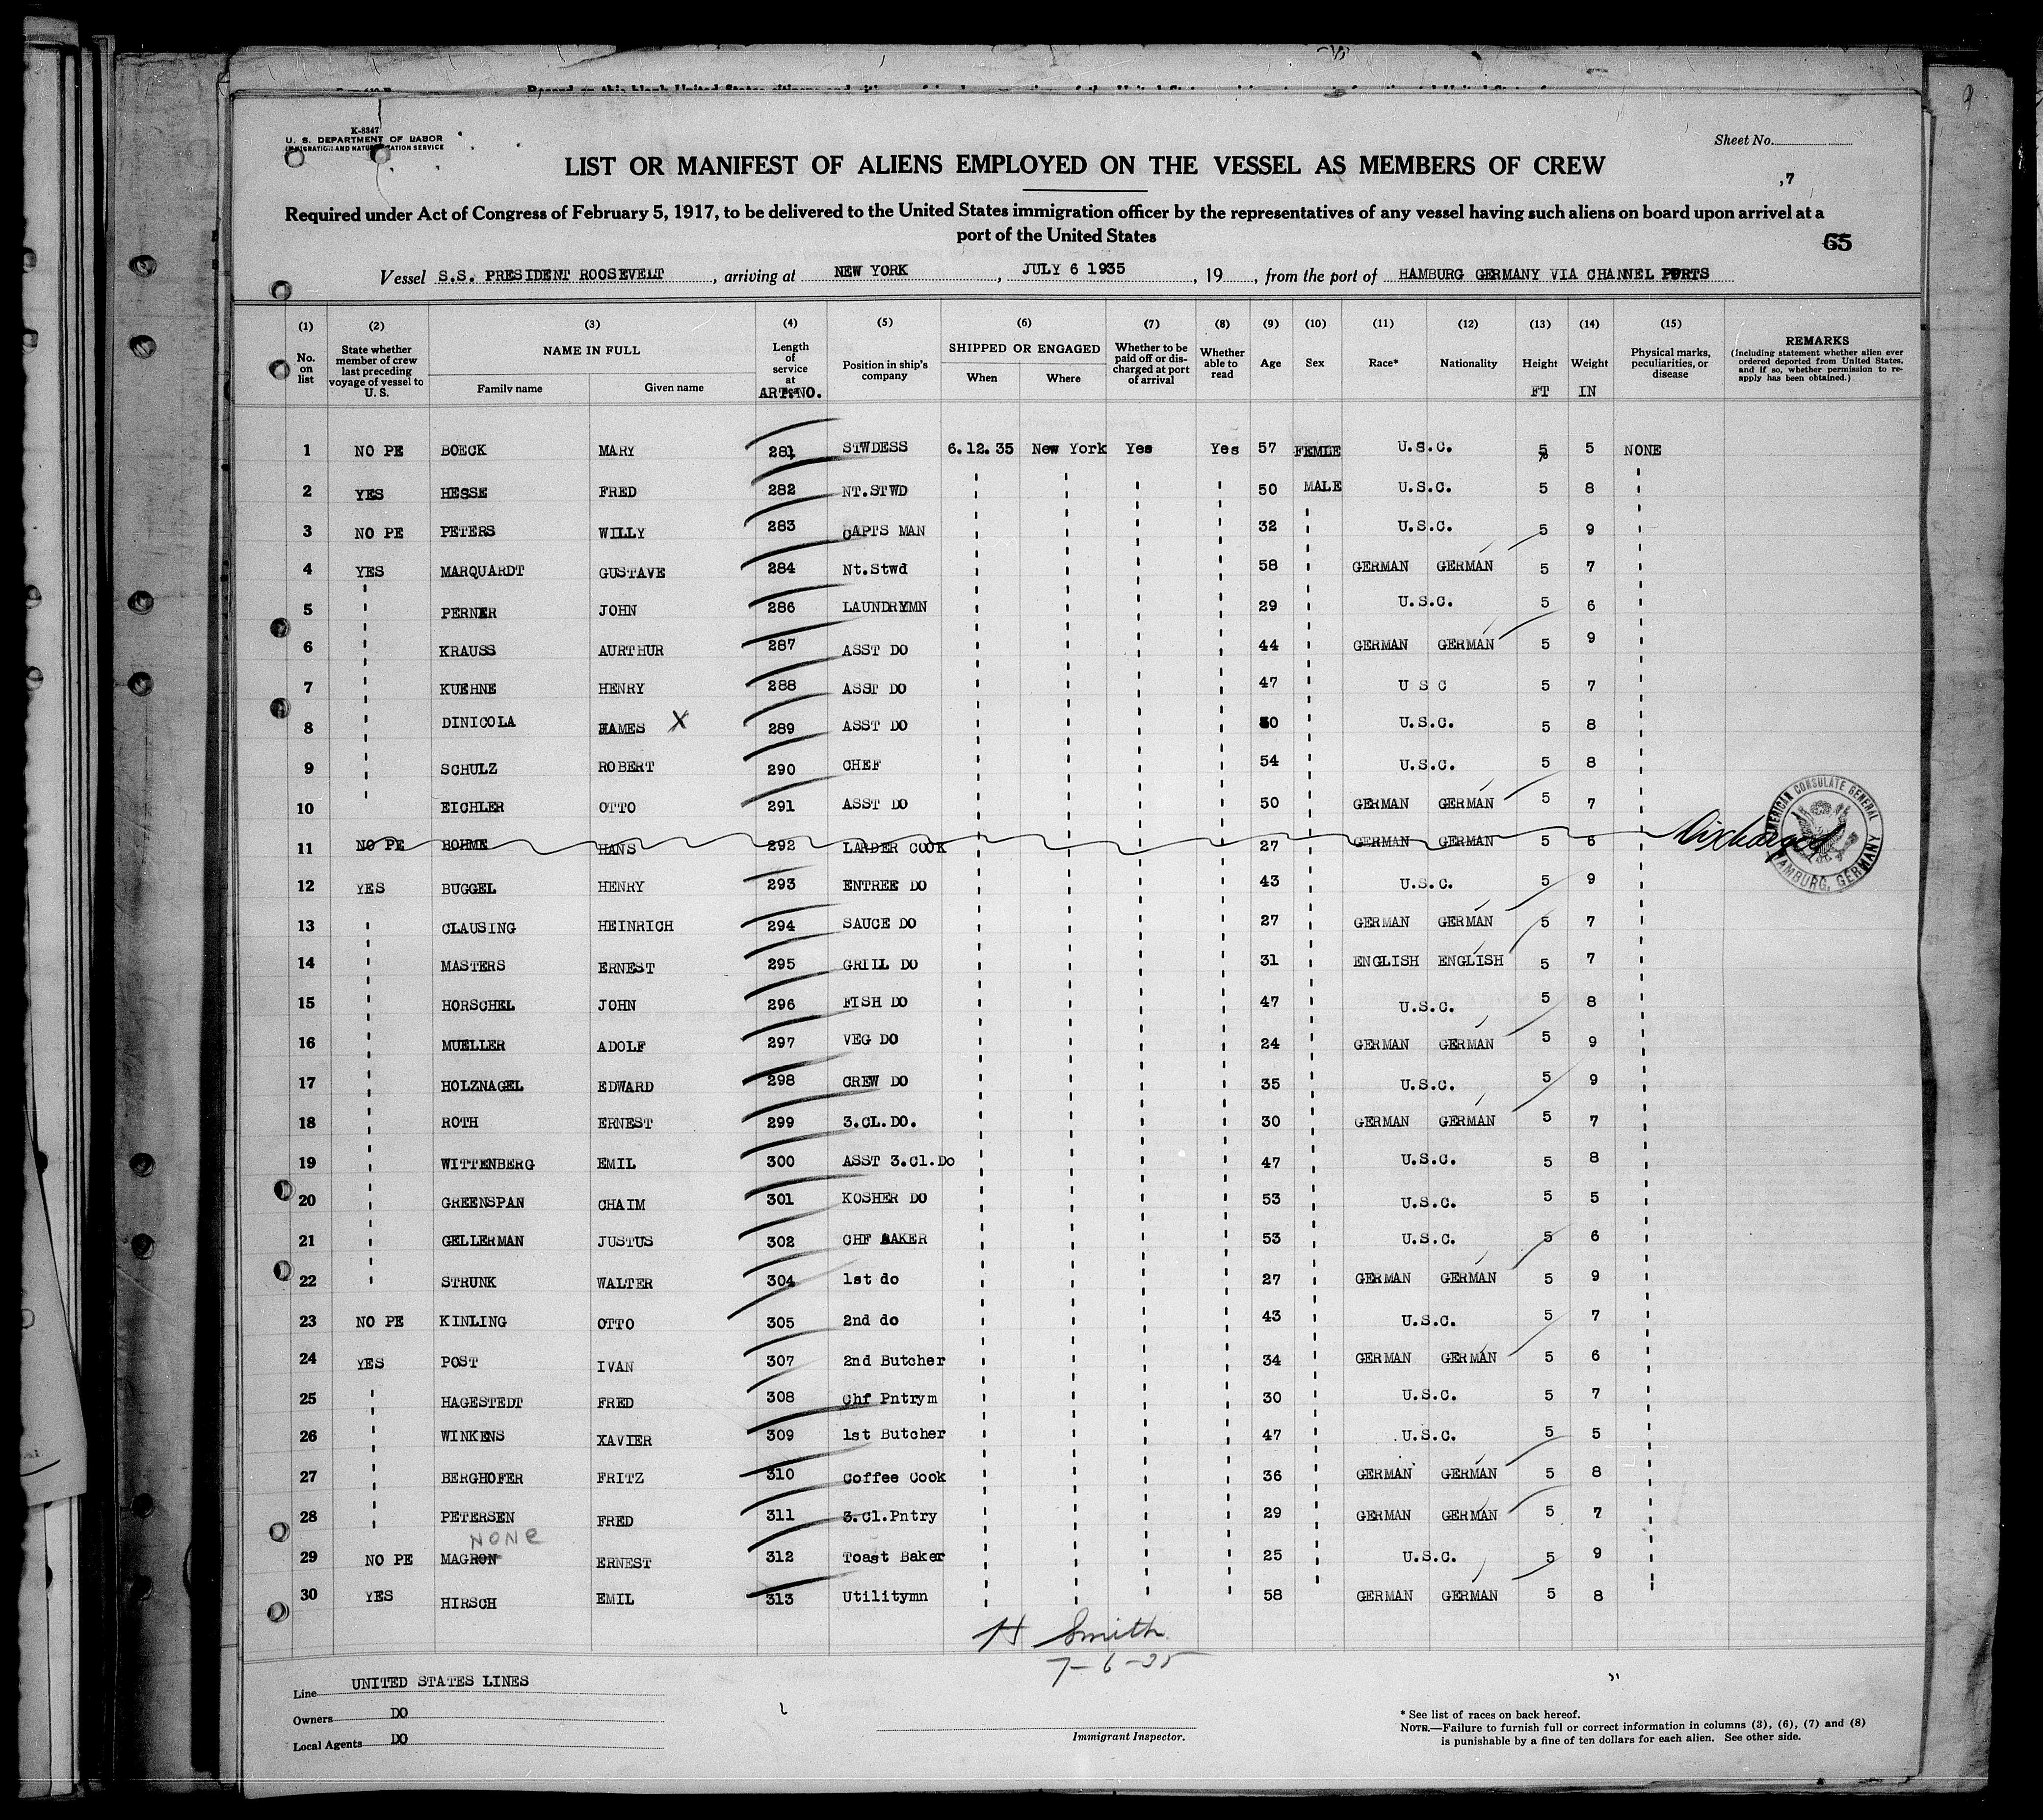 K-8347
U. S. DEPARTMENT OF LABOR
IMMIGRATION AND NATURALIZATION SERVICE
Sheet No.
LIST OR MANIFEST OF ALIENS EMPLOYED ON THE VESSEL AS MEMBERS OF CREW
,7
Required under Act of Congress of February 5, 1917, to be delivered to the United States immigration officer by the representatives of any vessel having such aliens on board upon arrival at a
port of the United States
65
Vessel S.S. PRESIDENT ROOSEVELT, arriving at NEW YORK, JULY 6 1935, 19, from the port of HAMBURG GERMANY VIA CHANNEL PORTS
(1) (2) (3) (4) (5) (6) (7) (8) (9) (10) (11) (12) (13) (14) (15)
No. on list
State whether member of crew last preceding voyage of vessel to U. S.
NAME IN FULL
Family name
Given name
Length of service at
ART.NO.
Position in ship's company
SHIPPED OR ENGAGED
When
Where
Whether to be paid off or discharged at port of arrival
Whether able to read
Age
Sex
Race*
Nationality
Height
FT
Weight
IN
Physical marks, peculiarities, or disease
REMARKS
(Including statement whether alien ever ordered deported from United States, and if so, whether permission to reapply has been obtained.)
1 NO PE BOECK MARY 281 STWDESS 6.12.35 New York Yes Yes 57 FEMLE U.S.C. 5 5 NONE
2 YES HESSE FRED 282 NT.STWD 50 MALE U.S.C. 5 8
3 NO PE PETERS WILLY 283 CAPTS MAN 32 U.S.C. 5 9
4 YES MARQUARDT GUSTAVE 284 Nt.Stwd 58 GERMAN GERMAN 5 7
5 PERNER JOHN 286 LAUNDRYMN 29 U.S.C. 5 6
6 KRAUSS AURTHUR 287 ASST DO 44 GERMAN GERMAN 5 9
7 KUEHNE HENRY 288 ASST DO 47 U S C 5 7
8 DINICOLA HAMES X 289 ASST DO U.S.C. 5 8
9 SCHULZ ROBERT 290 CHEF 54 U.S.C. 5 8
10 EICHLER OTTO 291 ASST DO 50 GERMAN GERMAN 5 7
11 NO PE BOHME HANS 292 LARDER COOK 27 GERMAN GERMAN 5 6 Discharged
AMERICAN CONSULATE GENERAL HAMBURG, GERMANY
12 YES BUGGEL HENRY 293 ENTREE DO 43 U.S.C. 5 9
13 CLAUSING HEINRICH 294 SAUCE DO 27 GERMAN GERMAN 5 7
14 MASTERS ERNEST 295 GRILL DO 31 ENGLISH ENGLISH 5 7
15 HORSCHEL JOHN 296 FISH DO 47 U.S.C. 5 8
16 MUELLER ADOLF 297 VEG DO 24 GERMAN GERMAN 5 9
17 HOLZNAGEL EDWARD 298 CREW DO 35 U.S.C. 5 9
18 ROTH ERNEST 299 3.CL.DO. 30 GERMAN GERMAN 5 7
19 WITTENBERG EMIL 300 ASST 3.Cl.Do 47 U.S.C. 5 8
20 GREENSPAN CHAIM 301 KOSHER DO 53 U.S.C. 5 5
21 GELLERMAN JUSTUS 302 CHF BAKER 53 U.S.C. 5 6
22 STRUNK WALTER 304 1st do 27 GERMAN GERMAN 5 9
23 NO PE KINLING OTTO 305 2nd do 43 U.S.C. 5 7
24 YES POST IVAN 307 2nd Butcher 34 GERMAN GERMAN 5 6
25 HAGESTEDT FRED 308 Chf Pntrym 30 U.S.C. 5 7
26 WINKENS XAVIER 309 1st Butcher 47 U.S.C. 5 5
27 BERGHOFER FRITZ 310 Coffee Cook 36 GERMAN GERMAN 5 8
28 PETERSEN FRED 311 3.Cl.Pntry 29 GERMAN GERMAN 5 7
NONE
29 NO PE MAGRON ERNEST 312 Toast Baker 25 U.S.C. 5 9
30 YES HIRSCH EMIL 313 Utilitymn 58 GERMAN GERMAN 5 8
H Smith
7-6-35
Line UNITED STATES LINES
Owners DO
Local Agents DO
Immigrant Inspector.
* See list of races on back hereof.
NOTE.—Failure to furnish full or correct information in columns (3), (6), (7) and (8)
is punishable by a fine of ten dollars for each alien. See other side.